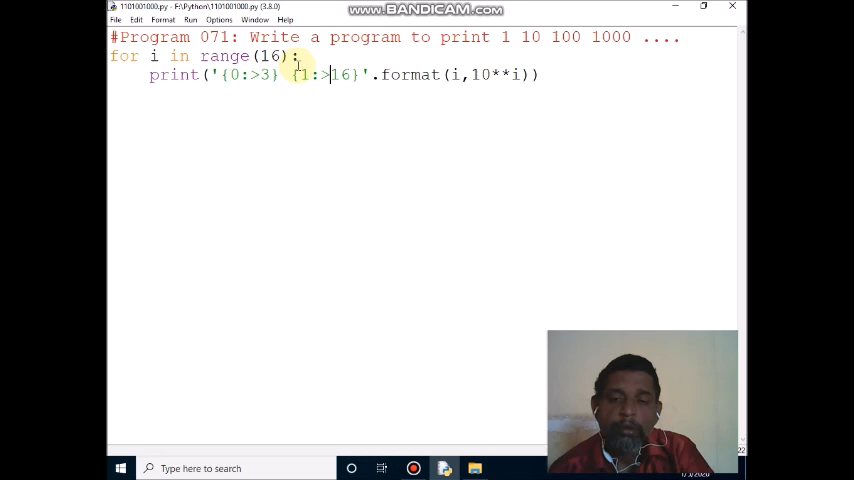 1101001000.py - F:\Python\1101001000.py (3.8.0)
www.BANDICAM.com
File Edit Format Run Options Window Help
#Program 071: Write a program to print 1 10 100 1000 ....
for i in range(16):
print('{0:>3} {1:>16}'.format(i,10**i))
22
Type here to search